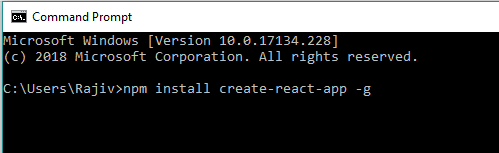 Command Prompt
Microsoft Windows [Version 10.0.17134.228]
(c) 2018 Microsoft Corporation. All rights reserved.
C:\Users\Rajiv>npm install create-react-app -g